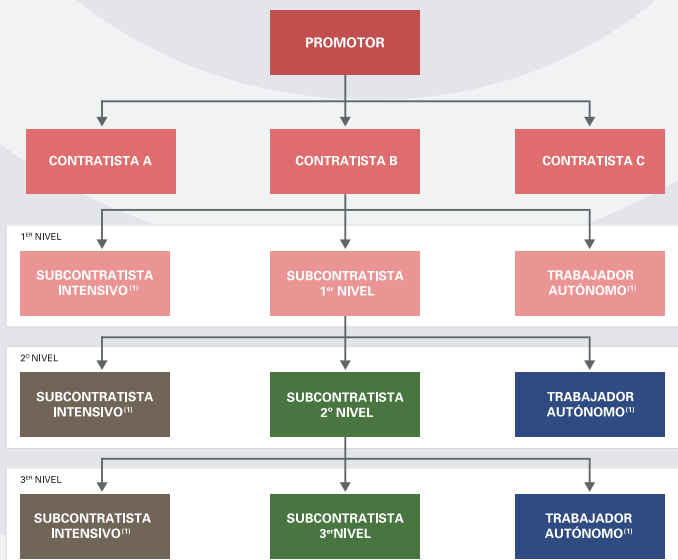 PROMOTOR
CONTRATISTA A
CONTRATISTA B
CONTRATISTA C
1ER NIVEL
SUBCONTRATISTA
INTENSIVO(1)
SUBCONTRATISTA
1er NIVEL
TRABAJADOR
AUTÓNOMO(1)
2º NIVEL
SUBCONTRATISTA
INTENSIVO(1)
SUBCONTRATISTA
2º NIVEL
TRABAJADOR
AUTÓNOMO(1)
3ER NIVEL
SUBCONTRATISTA
INTENSIVO(1)
SUBCONTRATISTA
3erNIVEL
TRABAJADOR
AUTÓNOMO(1)